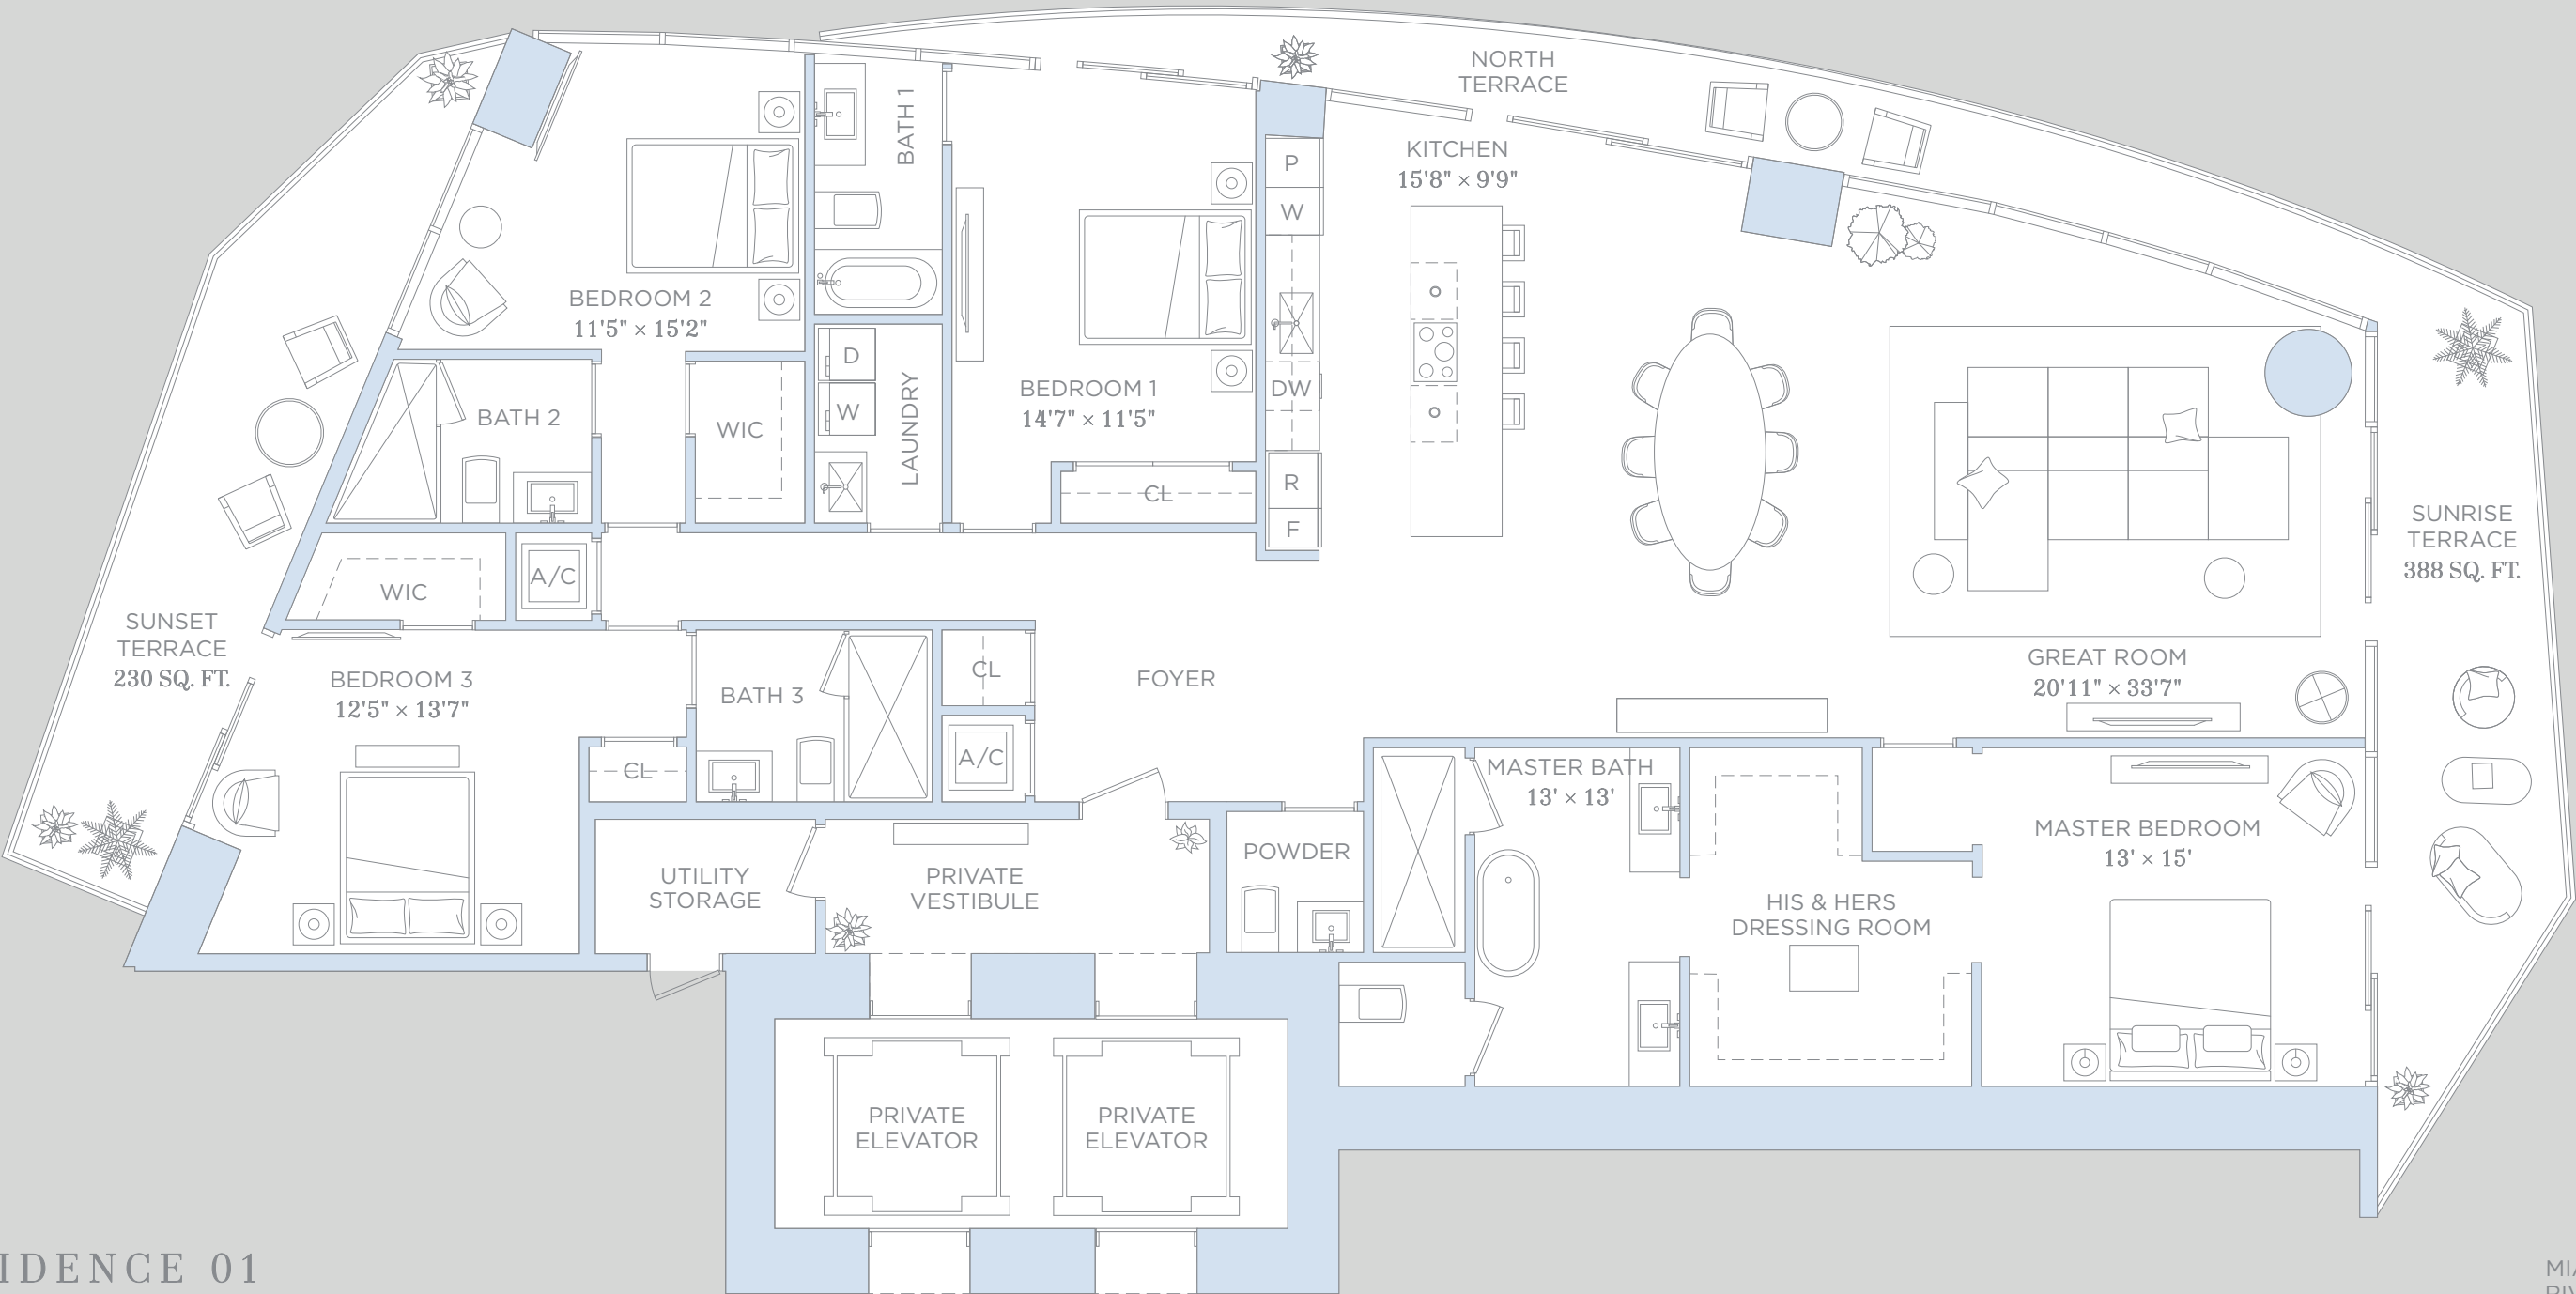 NORTH
TERRACE
BATH 1
KITCHEN
15'8" × 9'9"
P
W
BEDROOM 2
11'5" × 15'2"
D
W
LAUNDRY
BEDROOM 1
14'7" × 11'5"
DW
BATH 2
WIC
R
F
CL
SUNRISE
TERRACE
388 SQ. FT.
WIC
A/C
SUNSET
TERRACE
230 SQ. FT.
BEDROOM 3
12'5" × 13'7"
BATH 3
CL
FOYER
GREAT ROOM
20'11" × 33'7"
CL
A/C
MASTER BATH
13' × 13'
MASTER BEDROOM
13' × 15'
POWDER
UTILITY
STORAGE
PRIVATE
VESTIBULE
HIS & HERS
DRESSING ROOM
PRIVATE
ELEVATOR
PRIVATE
ELEVATOR
IDENCE 01